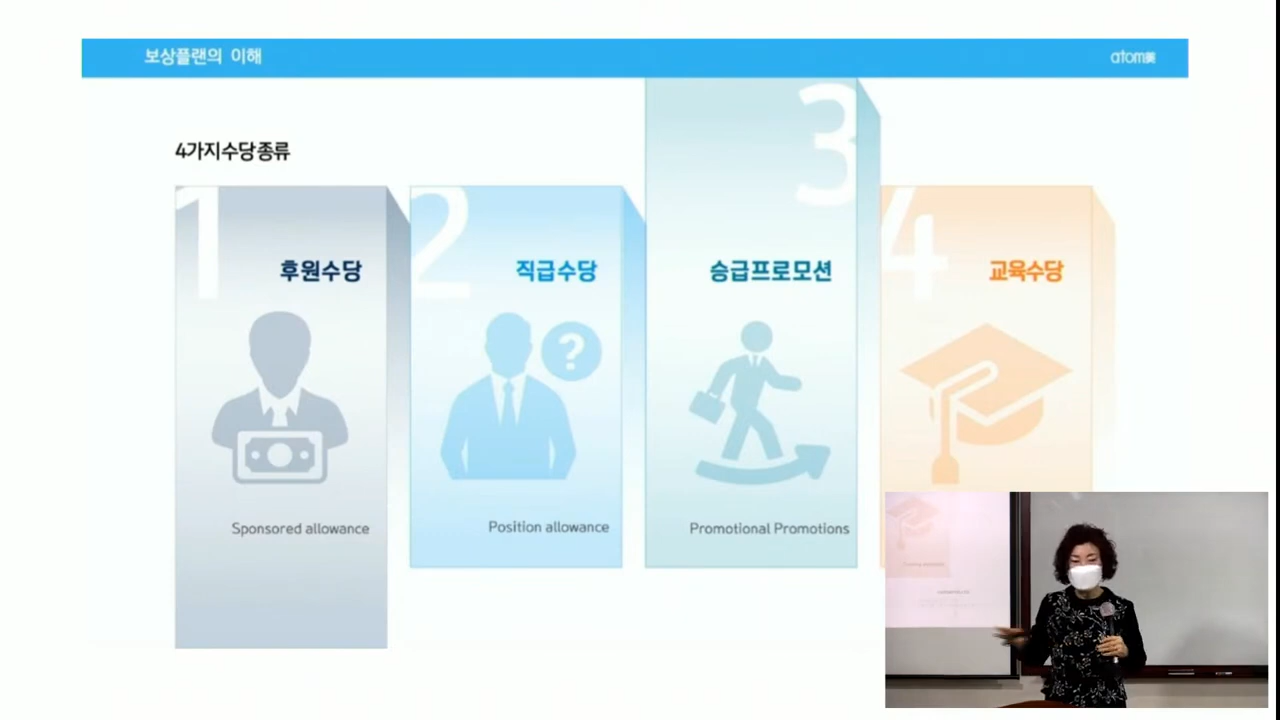 보상플랜의 이해
atom美
4가지수당종류
1
후원수당
Sponsored allowance
2
직급수당
?
Position allowance
3
승급프로모션
Promotional Promotions
4
교육수당